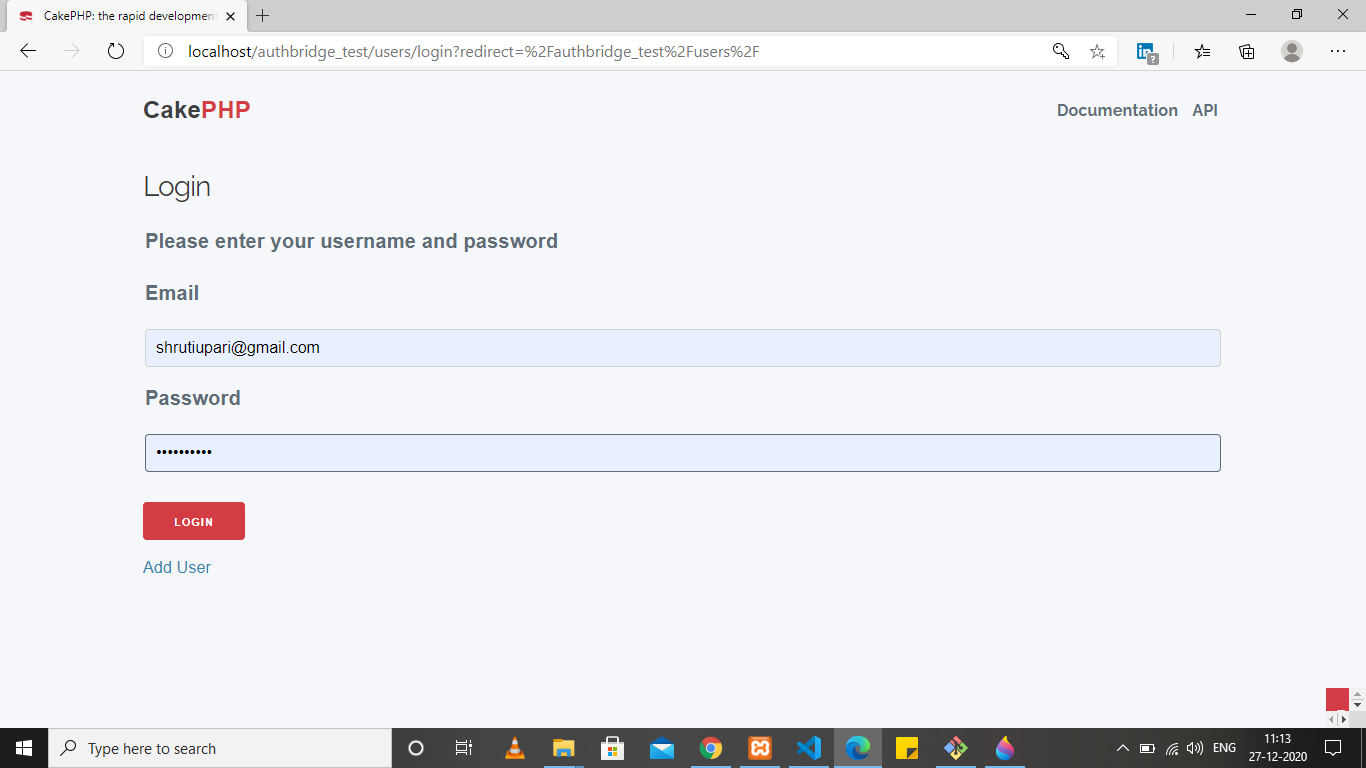 CakePHP: the rapid development
localhost/authbridge_test/users/login?redirect=%2Fauthbridge_test%2Fusers%2F
CakePHP
Documentation API
Login
Please enter your username and password
Email
shrutiupari@gmail.com
Password
••••••••••
LOGIN
Add User
Type here to search
ENG
11:13
27-12-2020